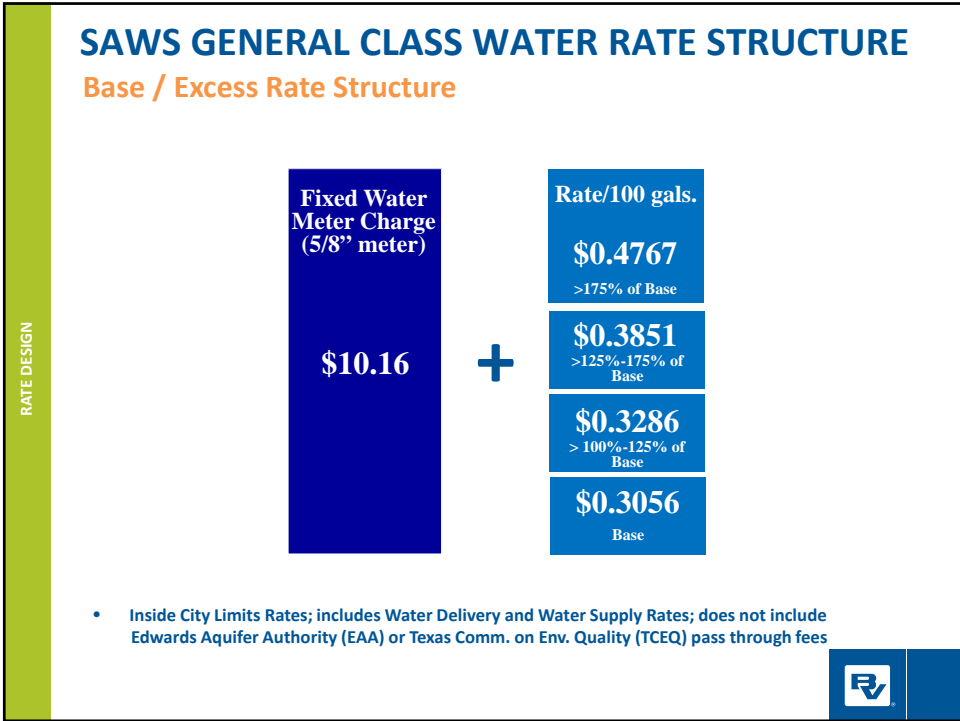 SAWS GENERAL CLASS WATER RATE STRUCTURE
Base / Excess Rate Structure
RATE DESIGN
Fixed Water
Meter Charge
(5/8” meter)
$10.16
+
Rate/100 gals.
$0.4767
>175% of Base
$0.3851
>125%-175% of
Base
$0.3286
> 100%-125% of
Base
$0.3056
Base
• Inside City Limits Rates; includes Water Delivery and Water Supply Rates; does not include
Edwards Aquifer Authority (EAA) or Texas Comm. on Env. Quality (TCEQ) pass through fees
BV